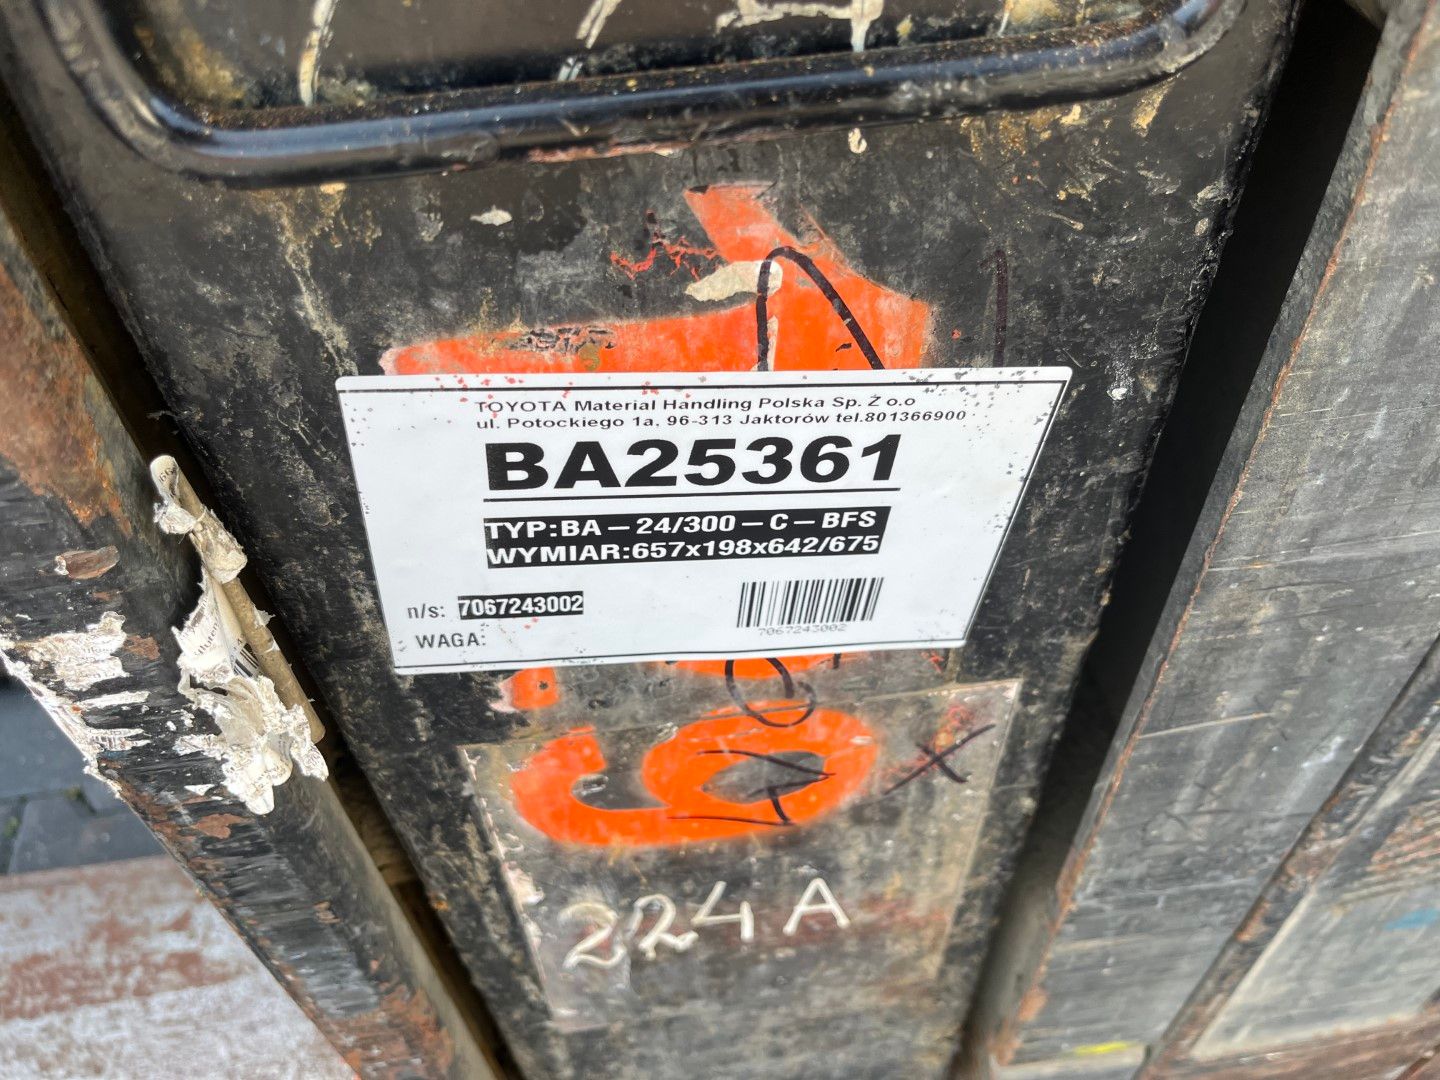 TOYOTA Material Handling Polska Sp. Z o.o
ul. Potockiego 1a, 96-313 Jaktorów tel.801366900
BA25361
TYP:BA – 24/300 – C – BFS
WYMIAR:657x198x642/675
n/s: 7067243002
7067243002
WAGA:
224A